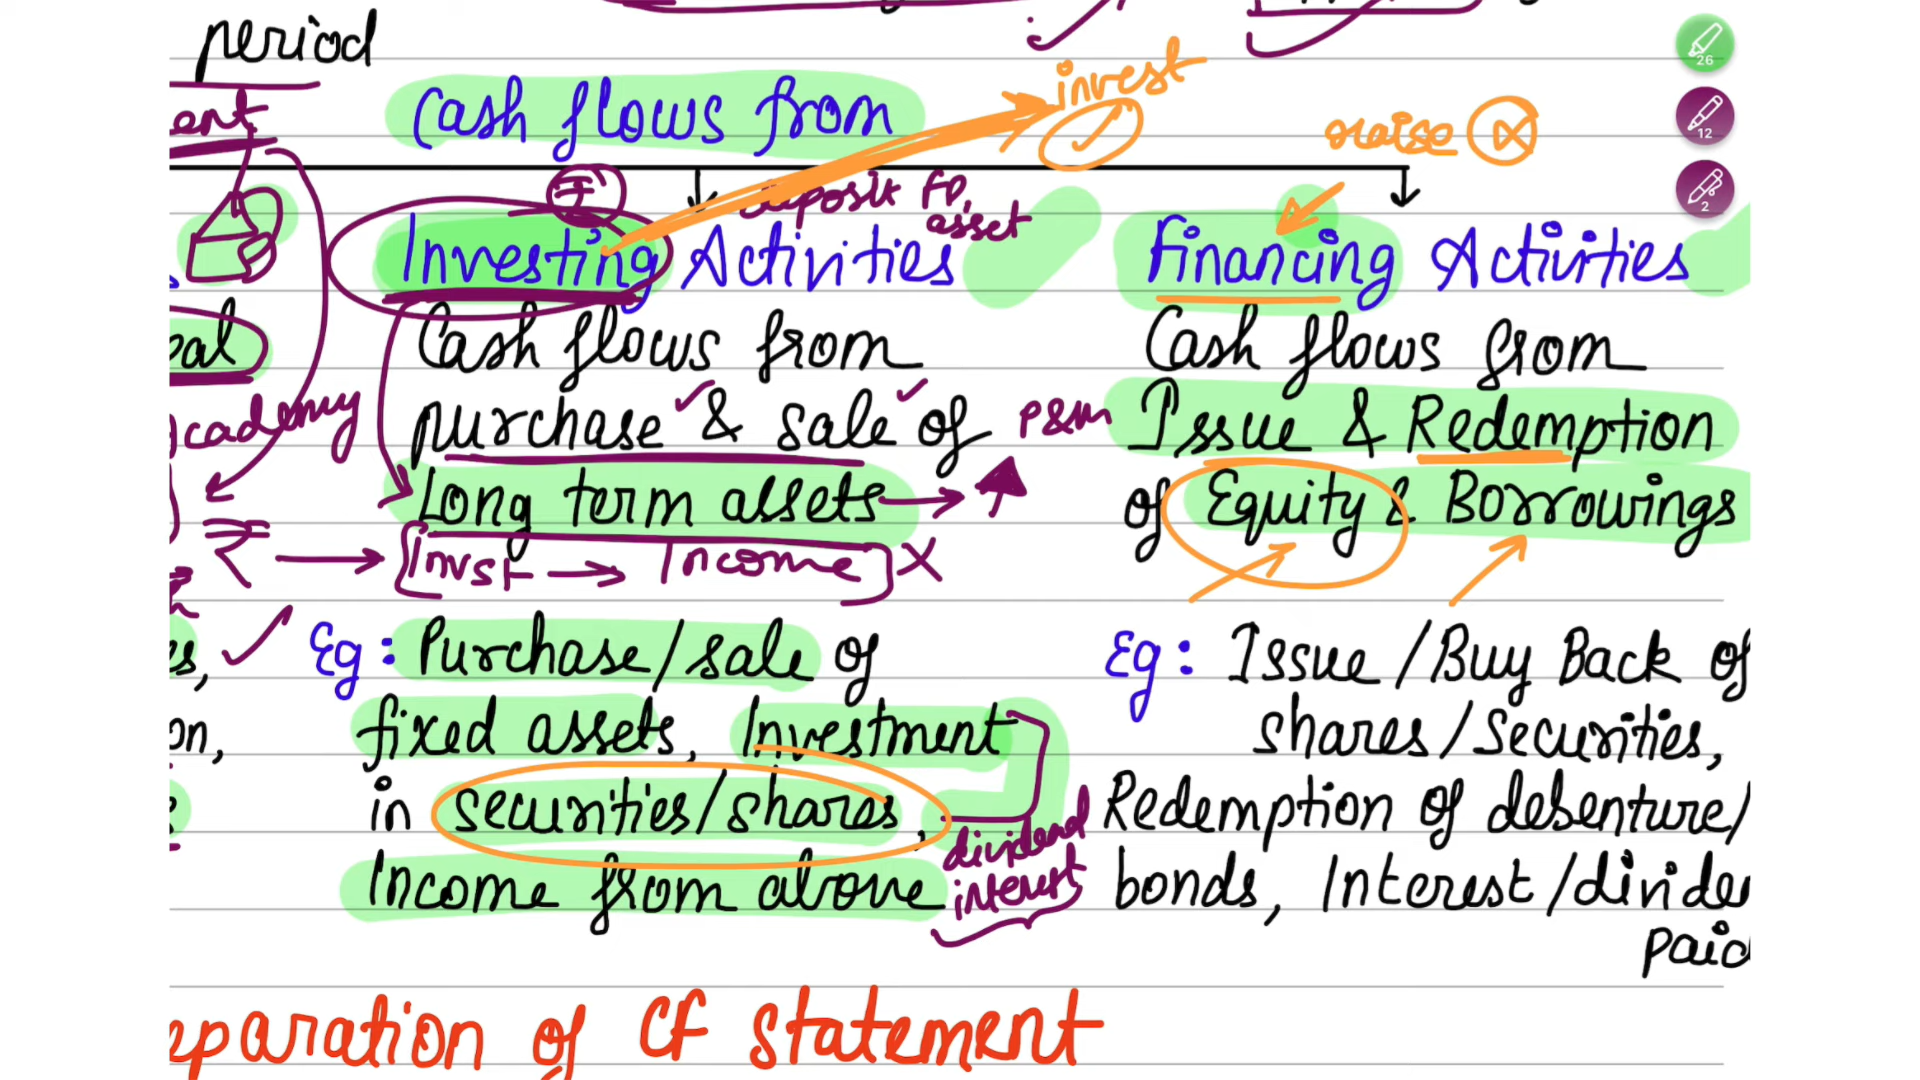 period
invest
Cash flows from
raise
26
12
2
deposit FD,
asset
Investing Activities
Financing Activities
Cash flows from
Cash flows from
purchase & sale of
P&M
Issue & Redemption
academy
Long term assets
of Equity & Borrowings
₹
Invst → Income X
Eg: Purchase/sale of
Eg: Issue/Buy Back of
fixed assets, Investment
shares/securities,
in securities/shares,
Redemption of debenture/
dividend
Income from above
interest
bonds, Interest/divide
paid
eparation of CF statement